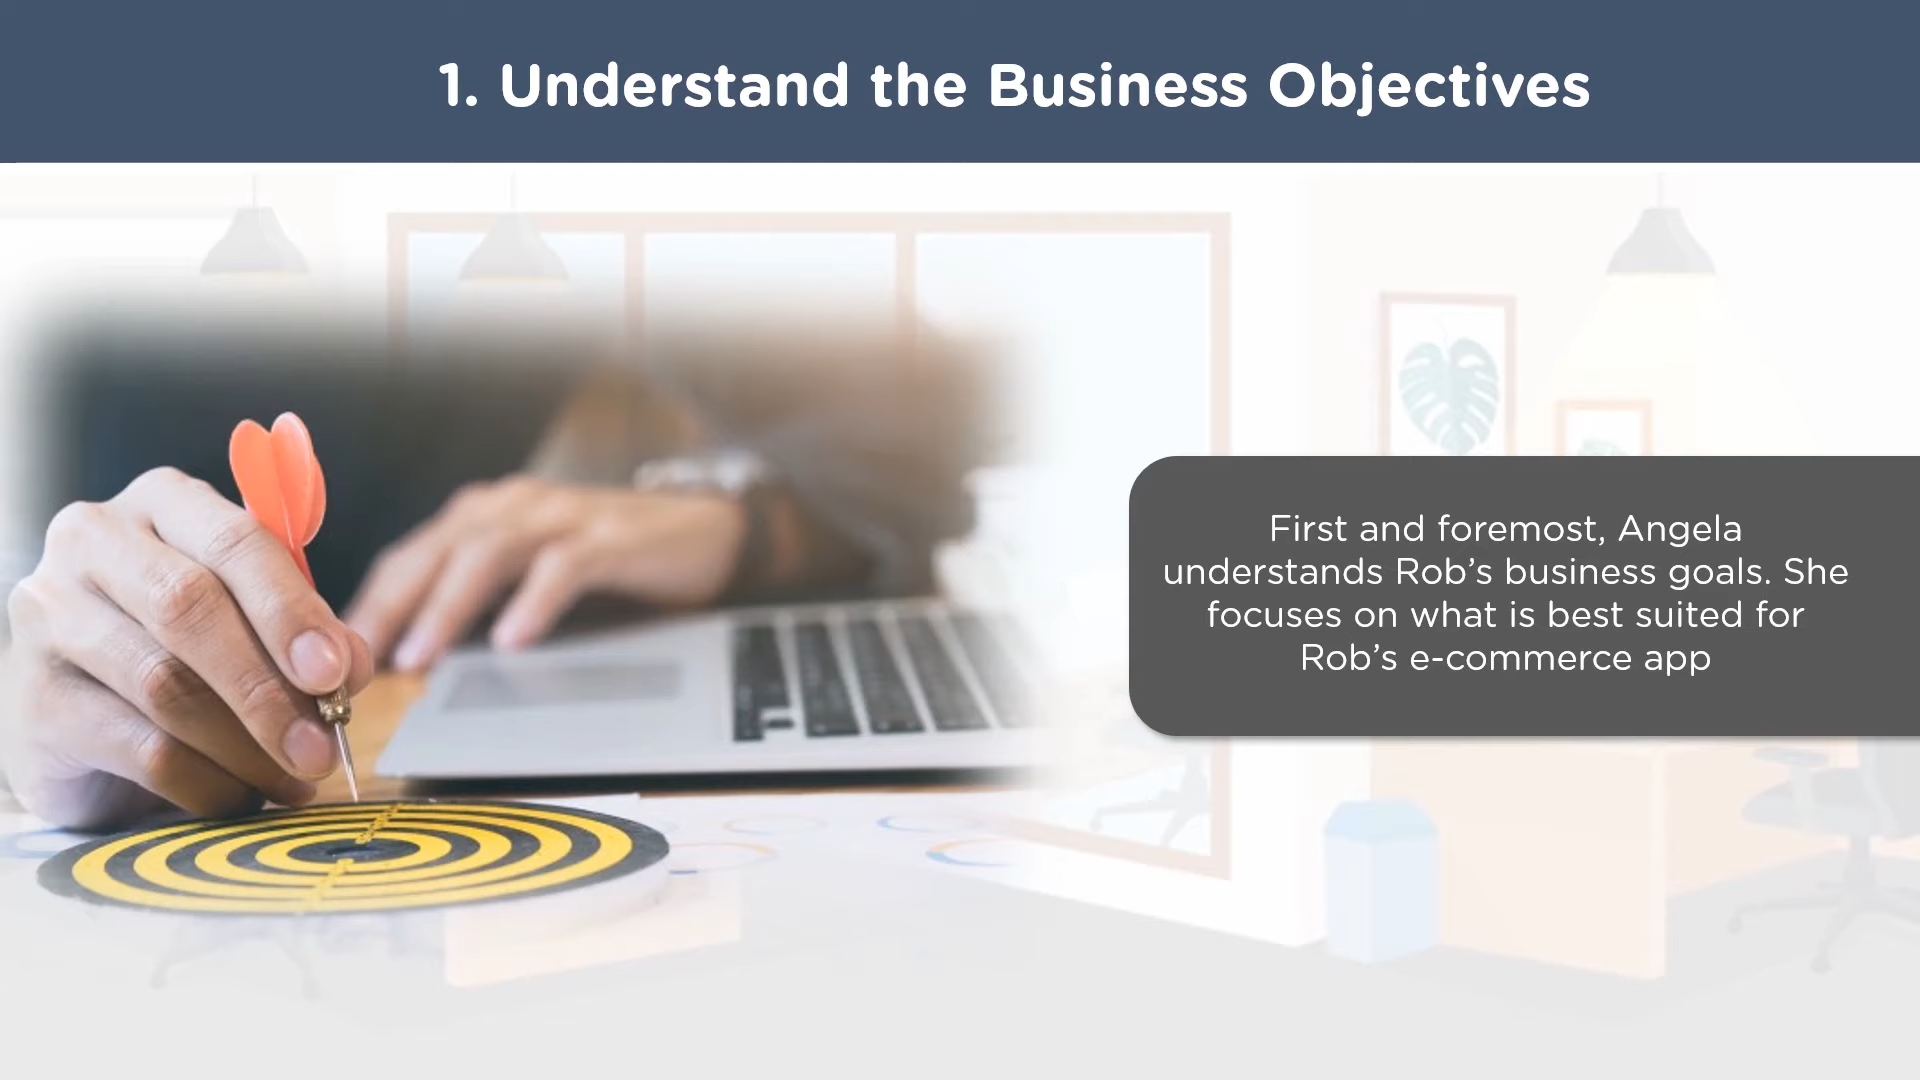 1. Understand the Business Objectives
First and foremost, Angela
understands Rob’s business goals. She
focuses on what is best suited for
Rob’s e-commerce app